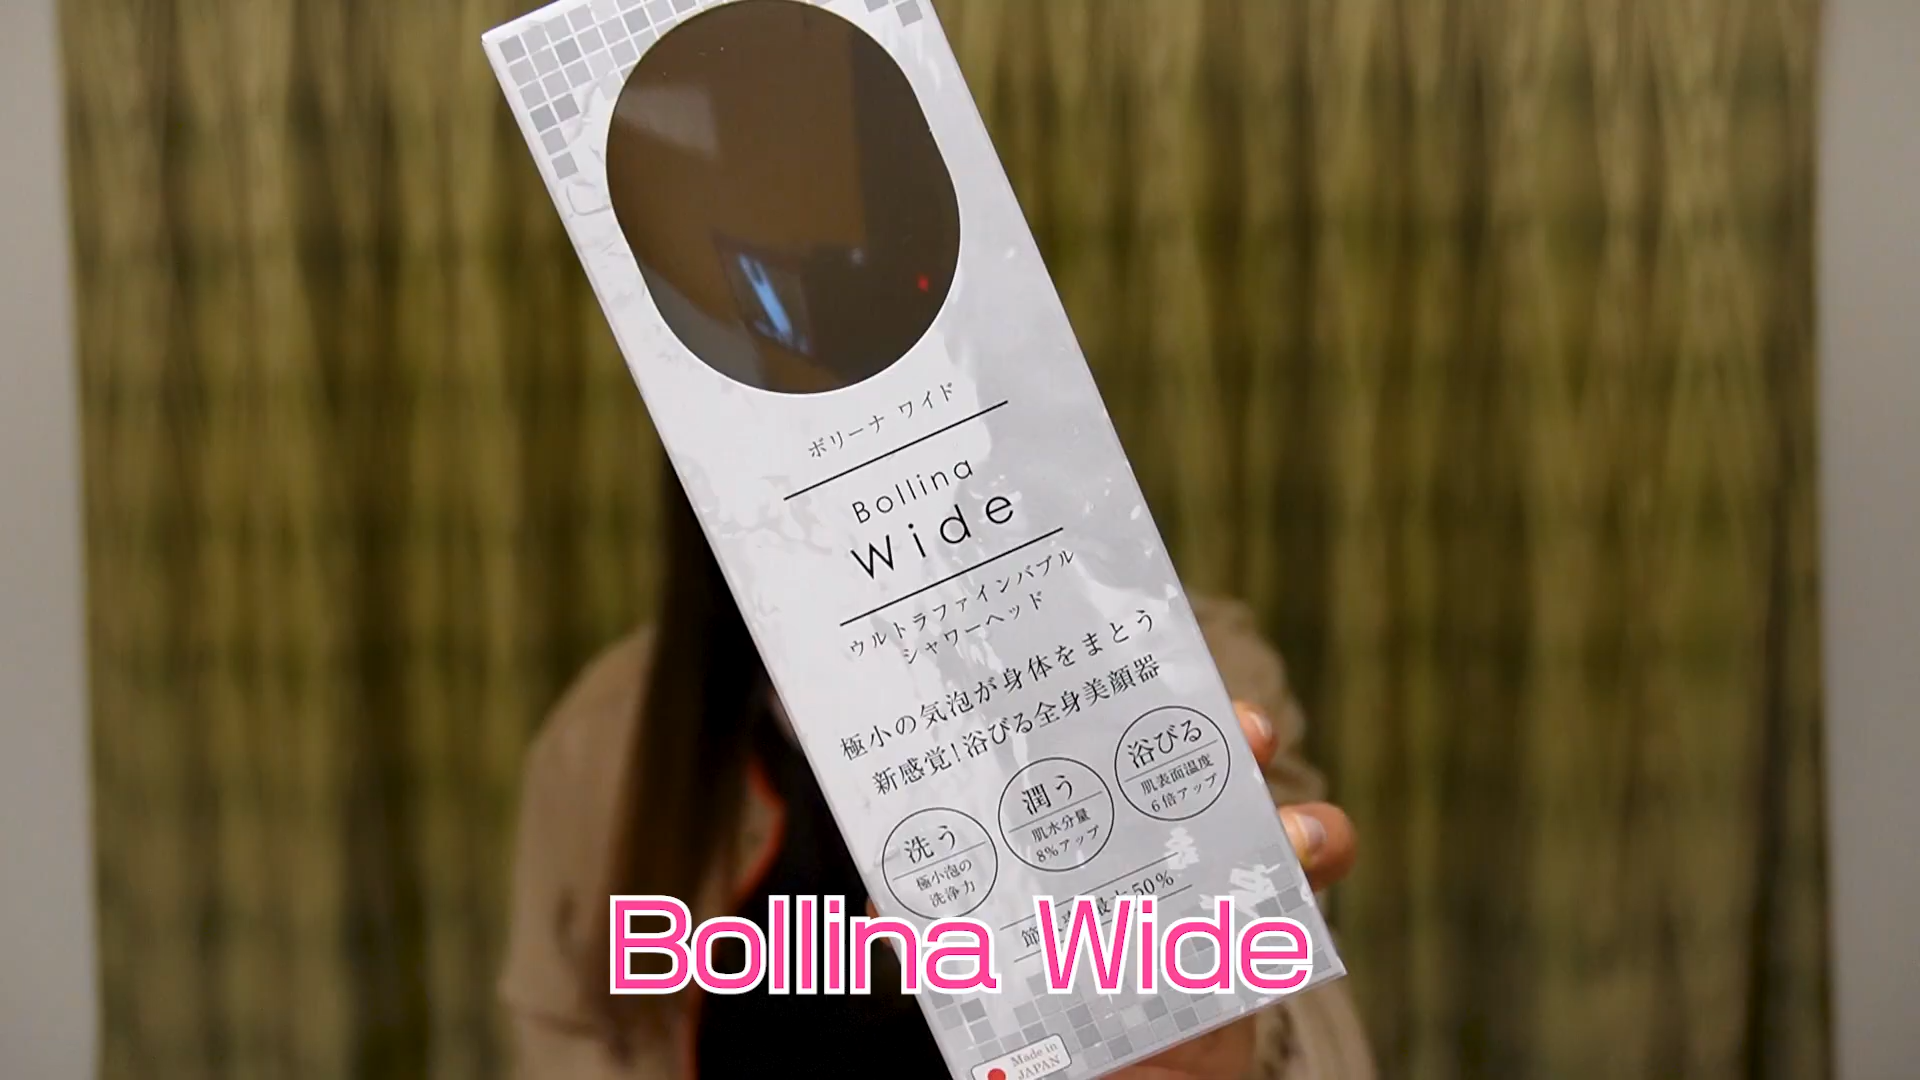 ボリーナ ワイド
Bollina
Wide
ウルトラファインバブル
シャワーヘッド
極小の気泡が身体をまとう
新感覚!浴びる全身美顔器
洗う
極小泡の
洗浄力
潤う
肌水分量
8%アップ
浴びる
肌表面温度
6倍アップ
50%
Bollina Wide
Made in
JAPAN